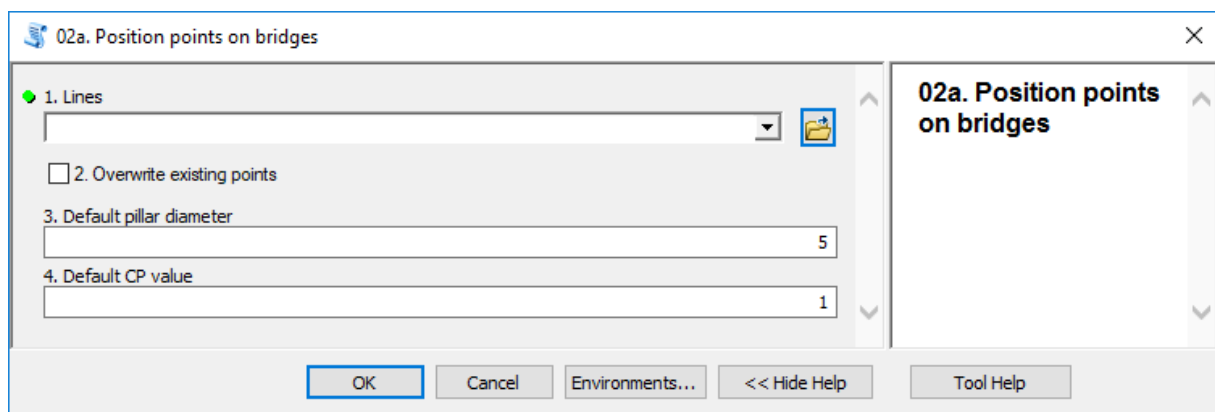 02a. Position points on bridges
1. Lines
2. Overwrite existing points
3. Default pillar diameter
5
4. Default CP value
1
02a. Position points
on bridges
OK
Cancel
Environments...
<< Hide Help
Tool Help